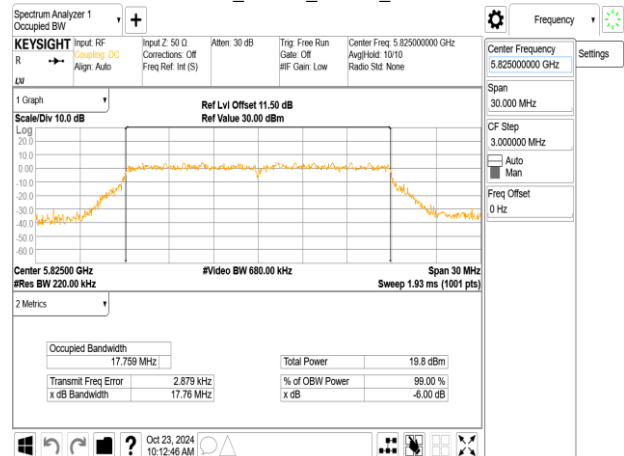 Spectrum Analyzer 1
Occupied BW
KEYSIGHT
R
LXI
Input: RF
Coupling: DC
Align: Auto
Input Z: 50 Ω
Corrections: Off
Freq Ref: Int (S)
Atten: 30 dB
Trig: Free Run
Gate: Off
#IF Gain: Low
Center Freq: 5.825000000 GHz
Avg|Hold: 10/10
Radio Std: None
1 Graph
Scale/Div 10.0 dB
Ref Lvl Offset 11.50 dB
Ref Value 30.00 dBm
Log
20.0
10.0
0.00
-10.0
-20.0
-30.0
-40.0
-50.0
-60.0
Center 5.82500 GHz
#Res BW 220.00 kHz
#Video BW 680.00 kHz
Span 30 MHz
Sweep 1.93 ms (1001 pts)
2 Metrics
Occupied Bandwidth
17.759 MHz
Transmit Freq Error 2.879 kHz
x dB Bandwidth 17.76 MHz
Total Power 19.8 dBm
% of OBW Power 99.00 %
x dB -6.00 dB
?
Oct 23, 2024
10:12:46 AM
Frequency
Settings
Center Frequency
5.825000000 GHz
Span
30.000 MHz
CF Step
3.000000 MHz
Auto
Man
Freq Offset
0 Hz